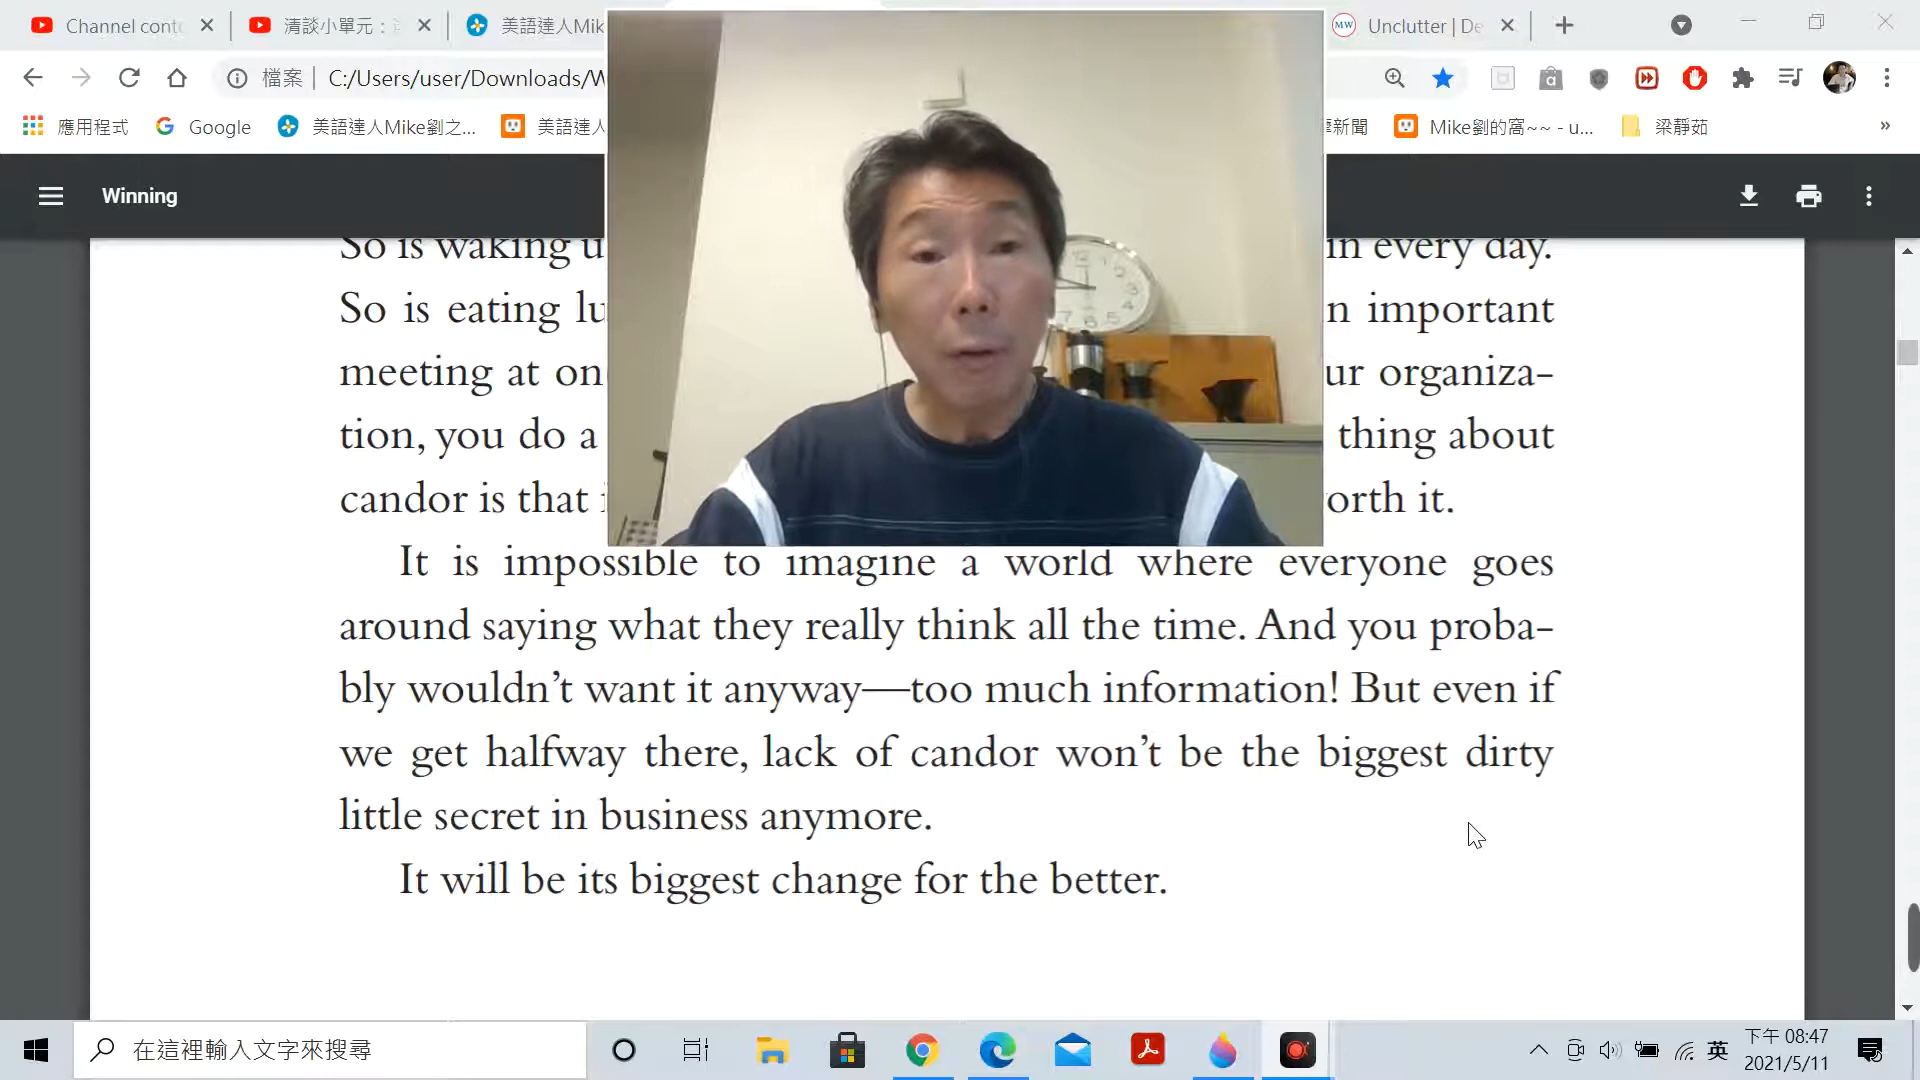 Channel conte
清談小單元:
美語達人Mik
Unclutter | De
檔案
C:/Users/user/Downloads/W
應用程式
Google
美語達人Mike劉之...
美語達人
新聞
Mike劉的窩~~ - u...
梁靜茹
»
Winning
So is waking u
in every day.
So is eating lu
n important
meeting at on
ur organiza-
tion, you do a
thing about
candor is that i
orth it.
It is impossible to imagine a world where everyone goes
around saying what they really think all the time. And you proba-
bly wouldn't want it anyway—too much information! But even if
we get halfway there, lack of candor won't be the biggest dirty
little secret in business anymore.
It will be its biggest change for the better.
在這裡輸入文字來搜尋
英
下午 08:47
2021/5/11